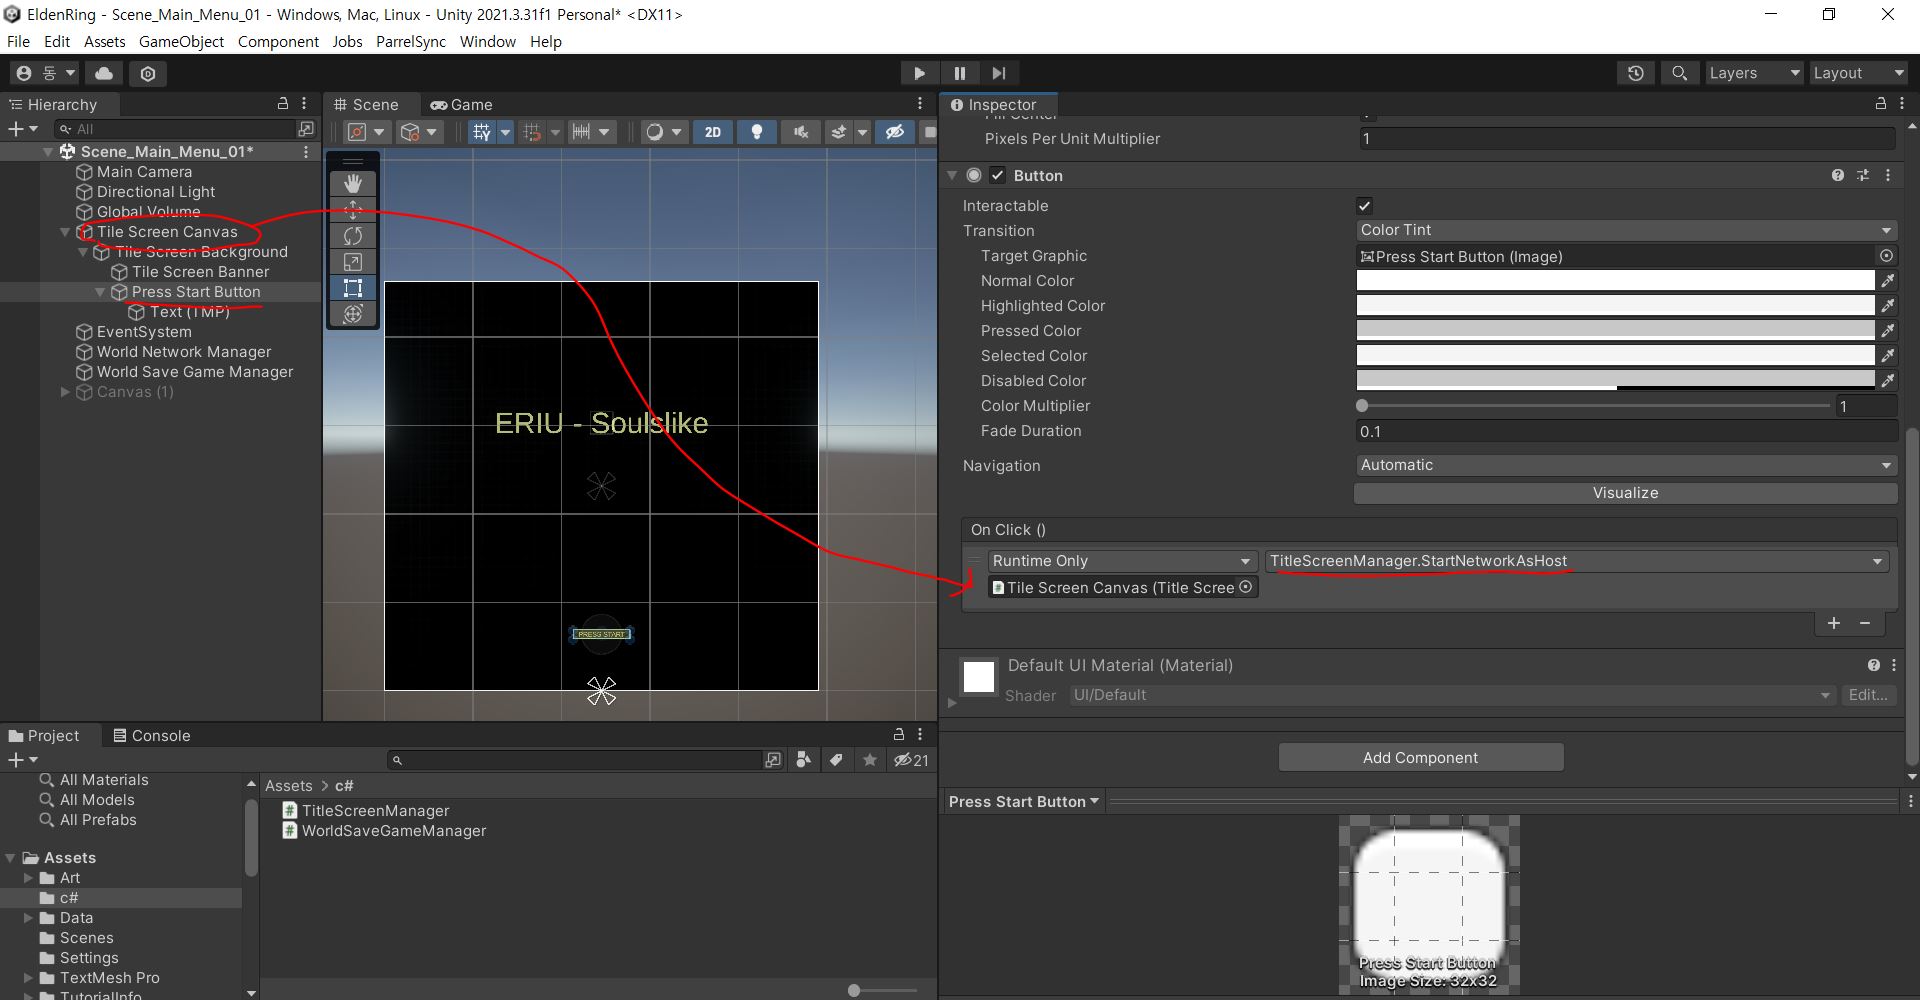 EldenRing - Scene_Main_Menu_01 - Windows, Mac, Linux - Unity 2021.3.31f1 Personal* <DX11>
File Edit Assets GameObject Component Jobs ParrelSync Window Help
동
Layers
Layout
Hierarchy
All
Scene_Main_Menu_01*
Main Camera
Directional Light
Global Volume
Tile Screen Canvas
Tile Screen Background
Tile Screen Banner
Press Start Button
Text (TMP)
EventSystem
World Network Manager
World Save Game Manager
Canvas (1)
Scene
Game
2D
ERIU - Soulslike
PRESS START
Inspector
Fill Center
Pixels Per Unit Multiplier
1
Button
Interactable
Transition
Color Tint
Target Graphic
Press Start Button (Image)
Normal Color
Highlighted Color
Pressed Color
Selected Color
Disabled Color
Color Multiplier
1
Fade Duration
0.1
Navigation
Automatic
Visualize
On Click ()
Runtime Only
TitleScreenManager.StartNetworkAsHost
Tile Screen Canvas (Title Scree
Default UI Material (Material)
Shader
UI/Default
Edit...
Add Component
Press Start Button
Press Start Button
Image Size: 32x32
Project
Console
21
All Materials
All Models
All Prefabs
Assets
Art
c#
Data
Scenes
Settings
TextMesh Pro
TutorialInfo
Assets > c#
TitleScreenManager
WorldSaveGameManager